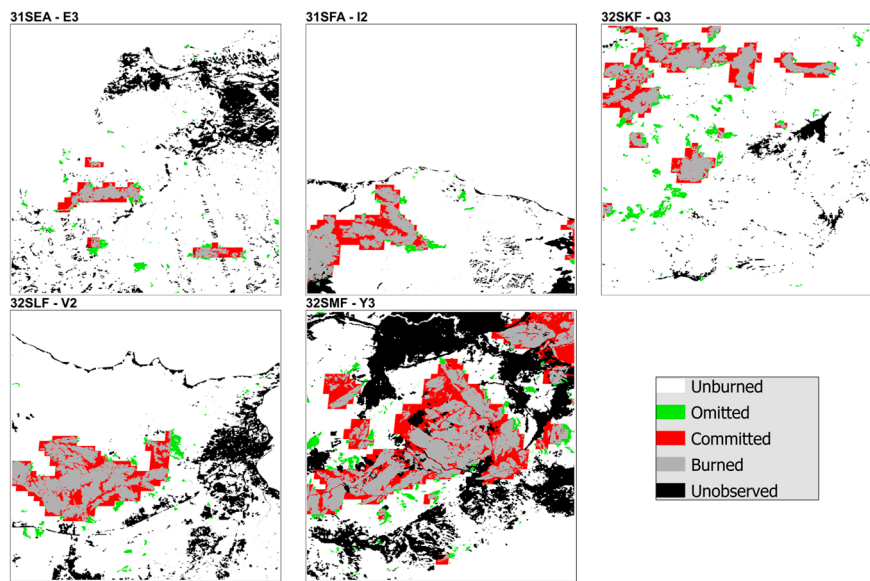 31SEA - E3
31SFA - I2
32SKF - Q3
32SLF - V2
32SMF - Y3
Unburned
Omitted
Committed
Burned
Unobserved